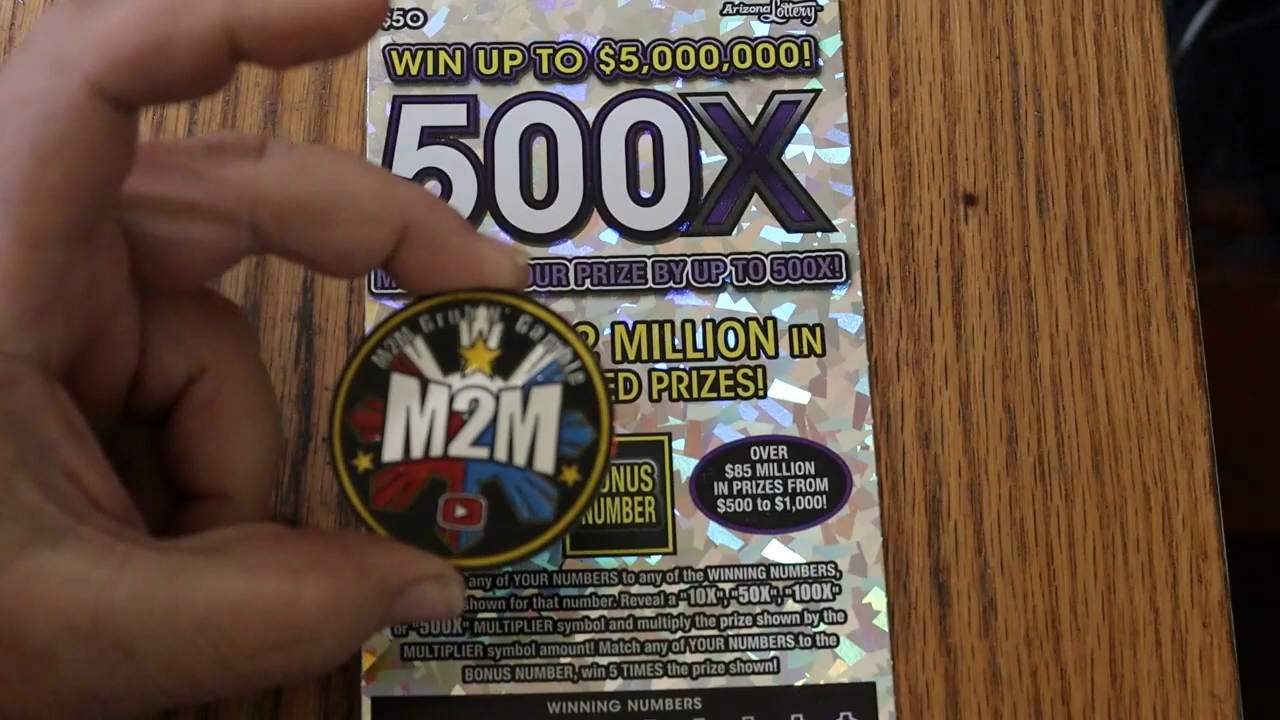 $50
Arizona Lottery
WIN UP TO $5,000,000!
500X
OUR PRIZE BY UP TO 500X!
MILLION IN
ED PRIZES!
M2M
BONUS
NUMBER
OVER
$85 MILLION
IN PRIZES FROM
$500 to $1,000!
any of YOUR NUMBERS to any of the WINNING NUMBERS,
shown for that number. Reveal a "10X", "50X", "100X"
or "500X" MULTIPLIER symbol and multiply the prize shown by the
MULTIPLIER symbol amount! Match any of YOUR NUMBERS to the
BONUS NUMBER, win 5 TIMES the prize shown!
WINNING NUMBERS